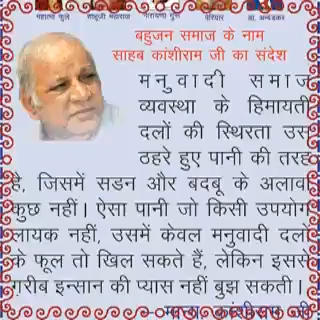 महात्मा फुले शाहूजी महाराज नारायणा गुरू पेरियार डा. अम्बेडकर
बहुजन समाज के नाम
साहब कांशीराम जी का संदेश
मनुवादी समाज
व्यवस्था के हिमायती
दलों की स्थिरता उस
ठहरे हुए पानी की तरह
है, जिसमें सडन और बदबू के अलावा
कुछ नहीं। ऐसा पानी जो किसी उपयोग
लायक नहीं, उसमें केवल मनुवादी दलो
के फूल तो खिल सकते हैं, लेकिन इससे
ग़रीब इन्सान की प्यास नहीं बुझ सकती।
कांशीराम जी